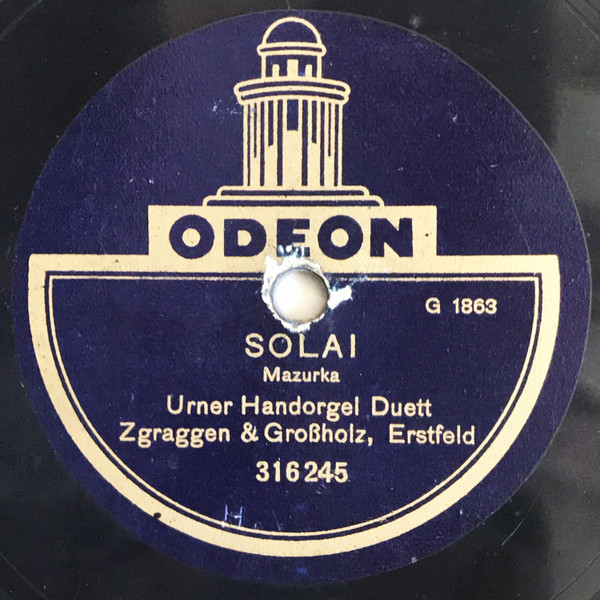 ODEON
G 1863
SOLAI
Mazurka
Urner Handorgel Duett
Zgraggen & Großholz, Erstfeld
316245
H